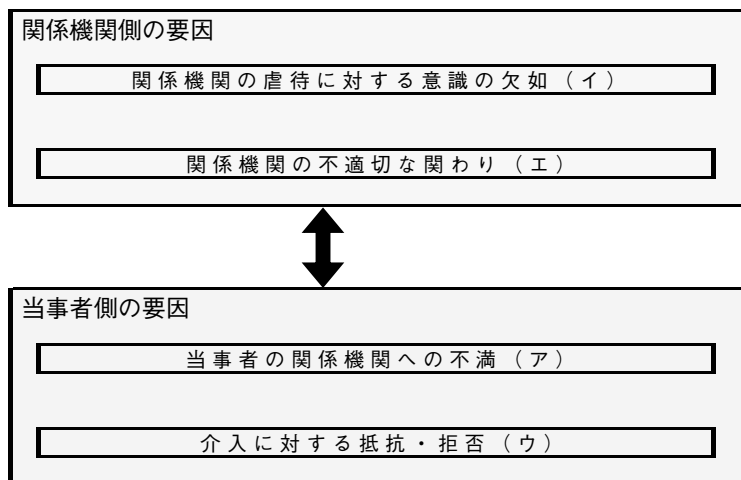 関係機関側の要因
関係機関の虐待に対する意識の欠如（イ）
関係機関の不適切な関わり（エ）
当事者側の要因
当事者の関係機関への不満（ア）
介入に対する抵抗・拒否（ウ）